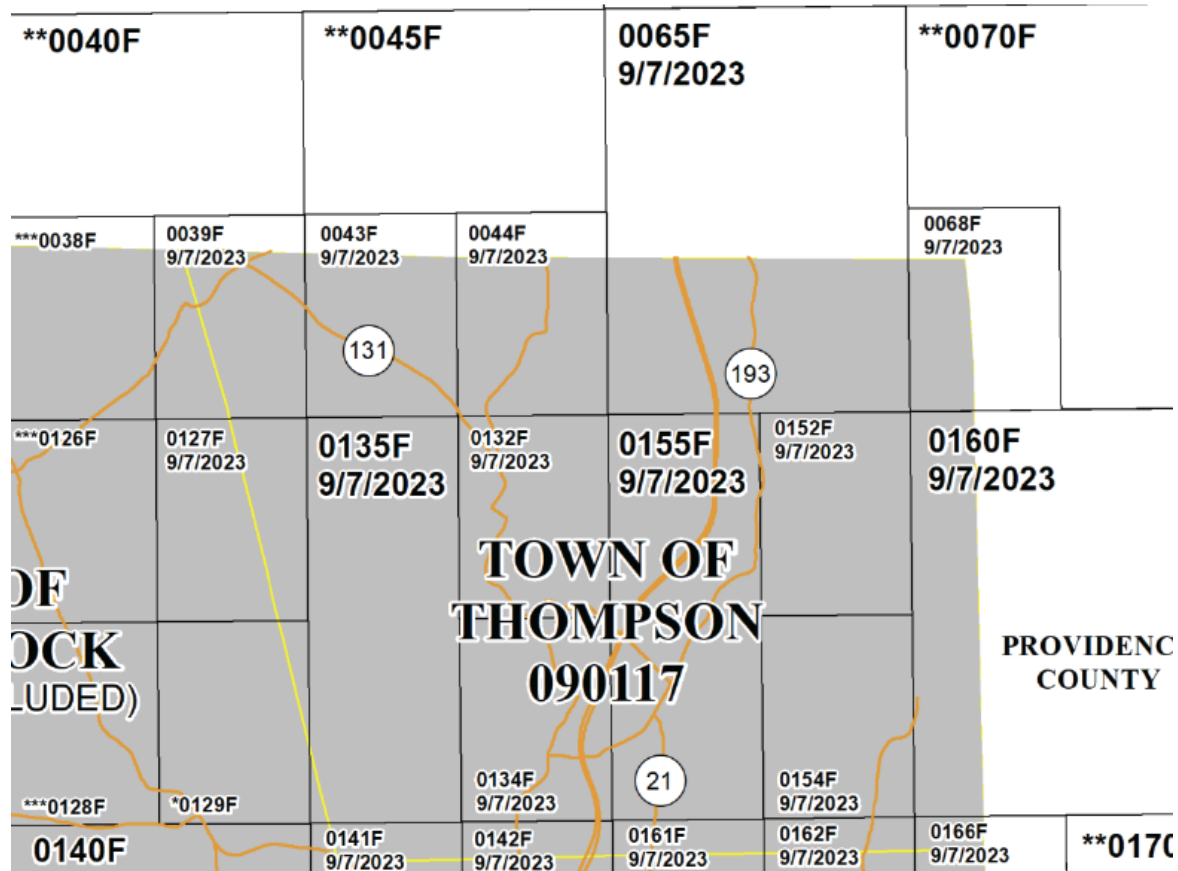 **0040F
**0045F
0065F
9/7/2023
**0070F
***0038F
0039F
9/7/2023
0043F
9/7/2023
0044F
9/7/2023
0068F
9/7/2023
131
193
***0126F
0127F
9/7/2023
0135F
9/7/2023
0132F
9/7/2023
0155F
9/7/2023
0152F
9/7/2023
0160F
9/7/2023
OF
OCK
LUDED)
TOWN OF
THOMPSON
090117
PROVIDENC
COUNTY
***0128F
*0129F
0134F
9/7/2023
21
0154F
9/7/2023
0140F
0141F
9/7/2023
0142F
9/7/2023
0161F
9/7/2023
0162F
9/7/2023
0166F
9/7/2023
**0170